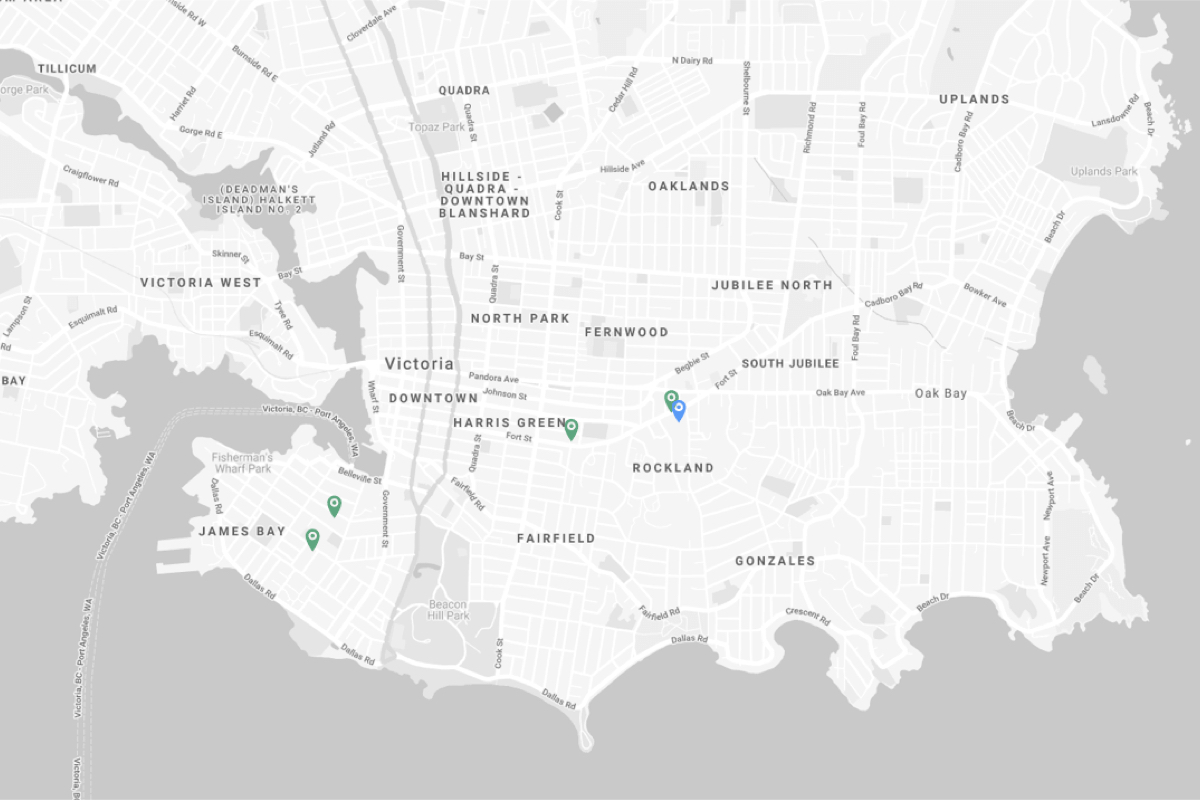 nside Rd W
Cloverdale Ave
Burnside Rd E
N Dairy Rd
TILLICUM
Shelbourne St
Cedar Hill Rd
QUADRA
orge Park
UPLANDS
Harriet Rd
Quadra St
Richmond Rd
Foul Bay Rd
Lansdowne Rd
Beach Dr
Topaz Park
Gorge Rd E
Jutland Rd
Cadboro Bay Rd
Hillside Ave
Craigflower Rd
Uplands Park
HILLSIDE -
QUADRA -
DOWNTOWN
BLANSHARD
OAKLANDS
(DEADMAN'S
ISLAND) HALKETT
ISLAND NO. 2
Cook St
Beach Dr
Government St
Skinner St
Bay St
Bay St
VICTORIA WEST
Quadra St
JUBILEE NORTH
Cadboro Bay Rd
Bowker Ave
Lampson St
Esquimalt Rd
Tyee Rd
NORTH PARK
FERNWOOD
Foul Bay Rd
Esquimalt Rd
Rd
Victoria
Begbie St
SOUTH JUBILEE
BAY
Pandora Ave
Fort St
Wharf St
Johnson St
Oak Bay Ave
Oak Bay
DOWNTOWN
Victoria, BC - Port Angeles, WA
HARRIS GREEN
Beach Dr
Fort St
Quadra St
Fisherman's
Wharf Park
ROCKLAND
Victoria, BC - Port Angeles, WA
Belleville St
Dallas Rd
Fairfield Rd
Newport Ave
Government St
JAMES BAY
FAIRFIELD
GONZALES
Newport Ave
Dallas Rd
Beach Dr
Beach Dr
Beacon
Hill Park
Fairfield Rd
Crescent Rd
Victoria, BC - Port Angeles, WA
Dallas Rd
Cook St
Dallas Rd
Dallas Rd
Victoria, B